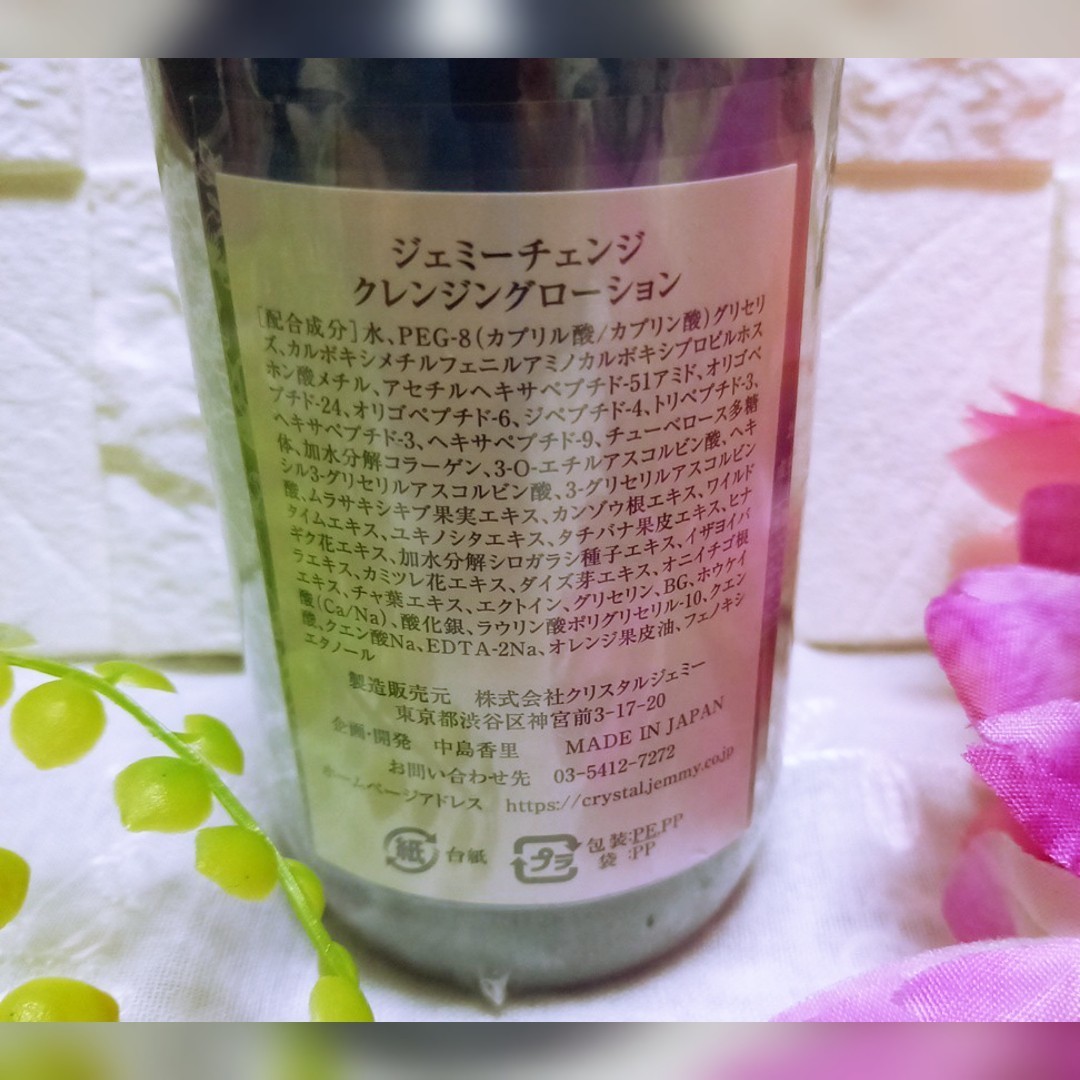 ジェミーチェンジ
クレンジングローション
[配合成分]水、PEG-8(カプリル酸/カプリン酸)グリセリ
ズ、カルボキシメチルフェニルアミノカルボキシプロピルホス
ホン酸メチル、アセチルヘキサペプチド-51アミド、オリゴペ
プチド-24、オリゴペプチド-6、ジペプチド-4、トリペプチド-3、
ヘキサペプチド-3、ヘキサペプチド-9、チューベロース多糖
体、加水分解コラーゲン、3-O-エチルアスコルビン酸、ヘキ
シル3-グリセリルアスコルビン酸、3-グリセリルアスコルビン
酸、ムラサキシキブ果実エキス、カンゾウ根エキス、ワイルド
タイムエキス、ユキノシタエキス、タチバナ果皮エキス、ヒナ
ギク花エキス、加水分解シロガラシ種子エキス、イザヨイバ
ラエキス、カミツレ花エキス、ダイズ芽エキス、オニイチゴ根
エキス、チャ葉エキス、エクトイン、グリセリン、BG、ホウケイ
酸(Ca/Na)、酸化銀、ラウリン酸ポリグリセリル-10、クエン
酸、クエン酸Na、EDTA-2Na、オレンジ果皮油、フェノキシ
エタノール
製造販売元 株式会社クリスタルジェミー
東京都渋谷区神宮前3-17-20
企画・開発 中島香里 MADE IN JAPAN
お問い合わせ先 03-5412-7272
ホームページアドレス https://crystaljemmy.co.jp
紙 台紙 プラ 包装:PE,PP
袋 :PP